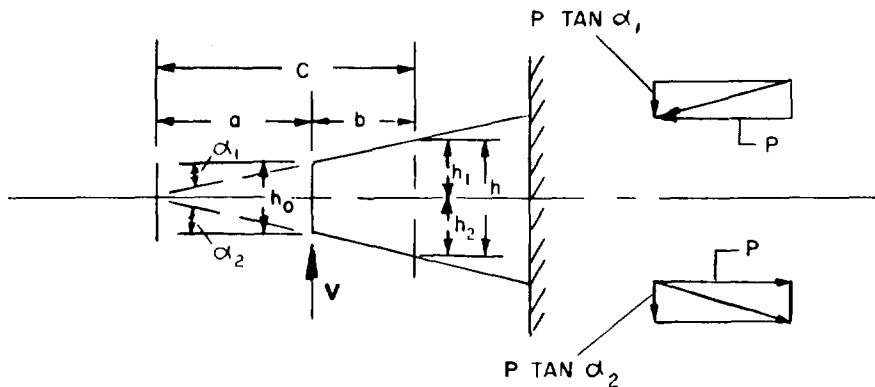 P TAN α₁
C
a
b
α₁
h₀
h₁
h
h₂
α₂
V
P
P
P TAN α₂